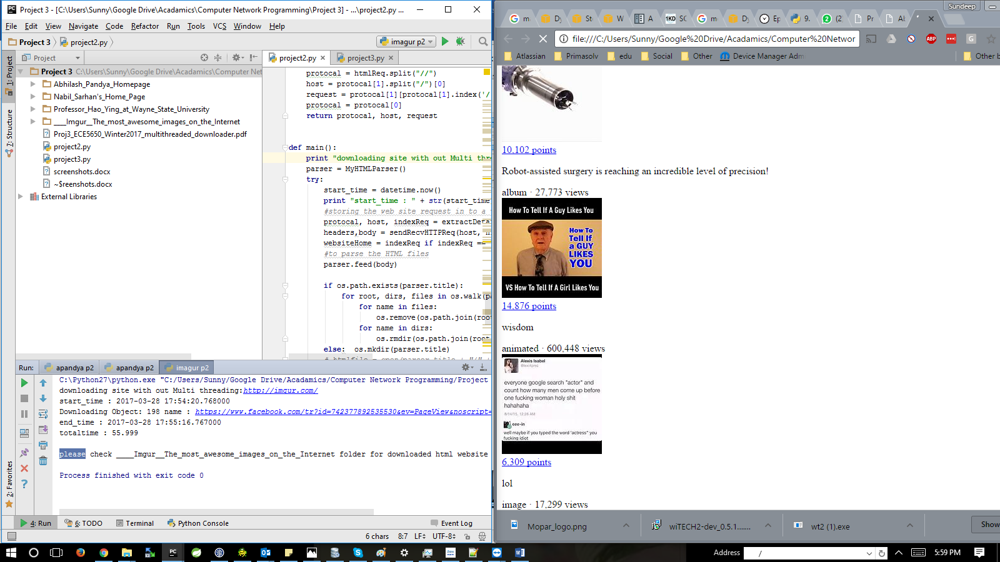 Project 3 - [C:\Users\Sunny\Google Drive\Acadamics\Computer Network Programming\Project 3] - ...\project2.py ...
File Edit View Navigate Code Refactor Run Tools VCS Window Help
Project 3 project2.py imagur p2
Project
project2.py project3.py
1: Project
7: Structure
2: Favorites
Project 3 C:\Users\Sunny\Google Drive\Acadamics\Computer Net
Abhilash_Pandya_Homepage
Nabil_Sarhan's_Home_Page
Professor_Hao_Ying_at_Wayne_State_University
____Imgur__The_most_awesome_images_on_the_Internet
Proj3_ECE5650_Winter2017_multithreaded_downloader.pdf
project2.py
project3.py
screenshots.docx
~$reenshots.docx
External Libraries
protocal = htmlReq.split("//")
host = protocal[1].split("/")[0]
request = protocal[1][protocal[1].index('/
protocal = protocal[0]
return protocal, host, request
def main():
print "downloading site with out Multi thr
parser = MyHTMLParser()
try:
start_time = datetime.now()
print "start_time : " + str(start_time
#storing the web site request in to a
protocal, host, indexReq = extractDeta
headers,body = sendRecvHTTPReq(host,
websiteHome = indexReq if indexReq ==
#to parse the HTML files
parser.feed(body)
if os.path.exists(parser.title):
for root, dirs, files in os.walk(pa
for name in files:
os.remove(os.path.join(roo
for name in dirs:
os.rmdir(os.path.join(root
else: os.mkdir(parser.title)
# htmlfile = open(parser.title + "/" +
Run: apandya p2 apandya p2 imagur p2
C:\Python27\python.exe "C:/Users/Sunny/Google Drive/Acadamics/Computer Network Programming/Project
downloading site with out Multi threading:http://imgur.com/
start_time : 2017-03-28 17:54:20.768000
Downloading Object: 198 name : https://www.facebook.com/tr?id=742377892535530&ev=PageView&noscript=
end_time : 2017-03-28 17:55:16.767000
totaltime : 55.999
please check ____Imgur__The_most_awesome_images_on_the_Internet folder for downloaded html website
Process finished with exit code 0
4: Run 6: TODO Terminal Python Console Event Log
6 chars 8:7 LF UTF-8
Sundeep
m Dy St W A 1KD SC m Dy Ep 9. (2 Pr Ab
file:///C:/Users/Sunny/Google%20Drive/Acadamics/Computer%20Networ
ABP G
Atlassian Primasolv edu Social Other Device Manager Adm Other b
10,102 points
Robot-assisted surgery is reaching an incredible level of precision!
album · 27,773 views
How To Tell If A Guy Likes You
How To
Tell If
a GUY
LIKES
YOU
VS How To Tell If A Girl Likes You
14,876 points
wisdom
animated · 600,448 views
Alexis Isabel
everyone google search "actor" and
count how many men come up before
one fucking woman holy shit
hahahaha
8/14/15, 12:26 AM
eee-in
well maybe if you typed the word "actress" you
fucking idiot
6,309 points
lol
image · 17,299 views
Mopar_logo.png wiTECH2-dev_0.5.1....... wt2 (1).exe Show
Address / 5:59 PM